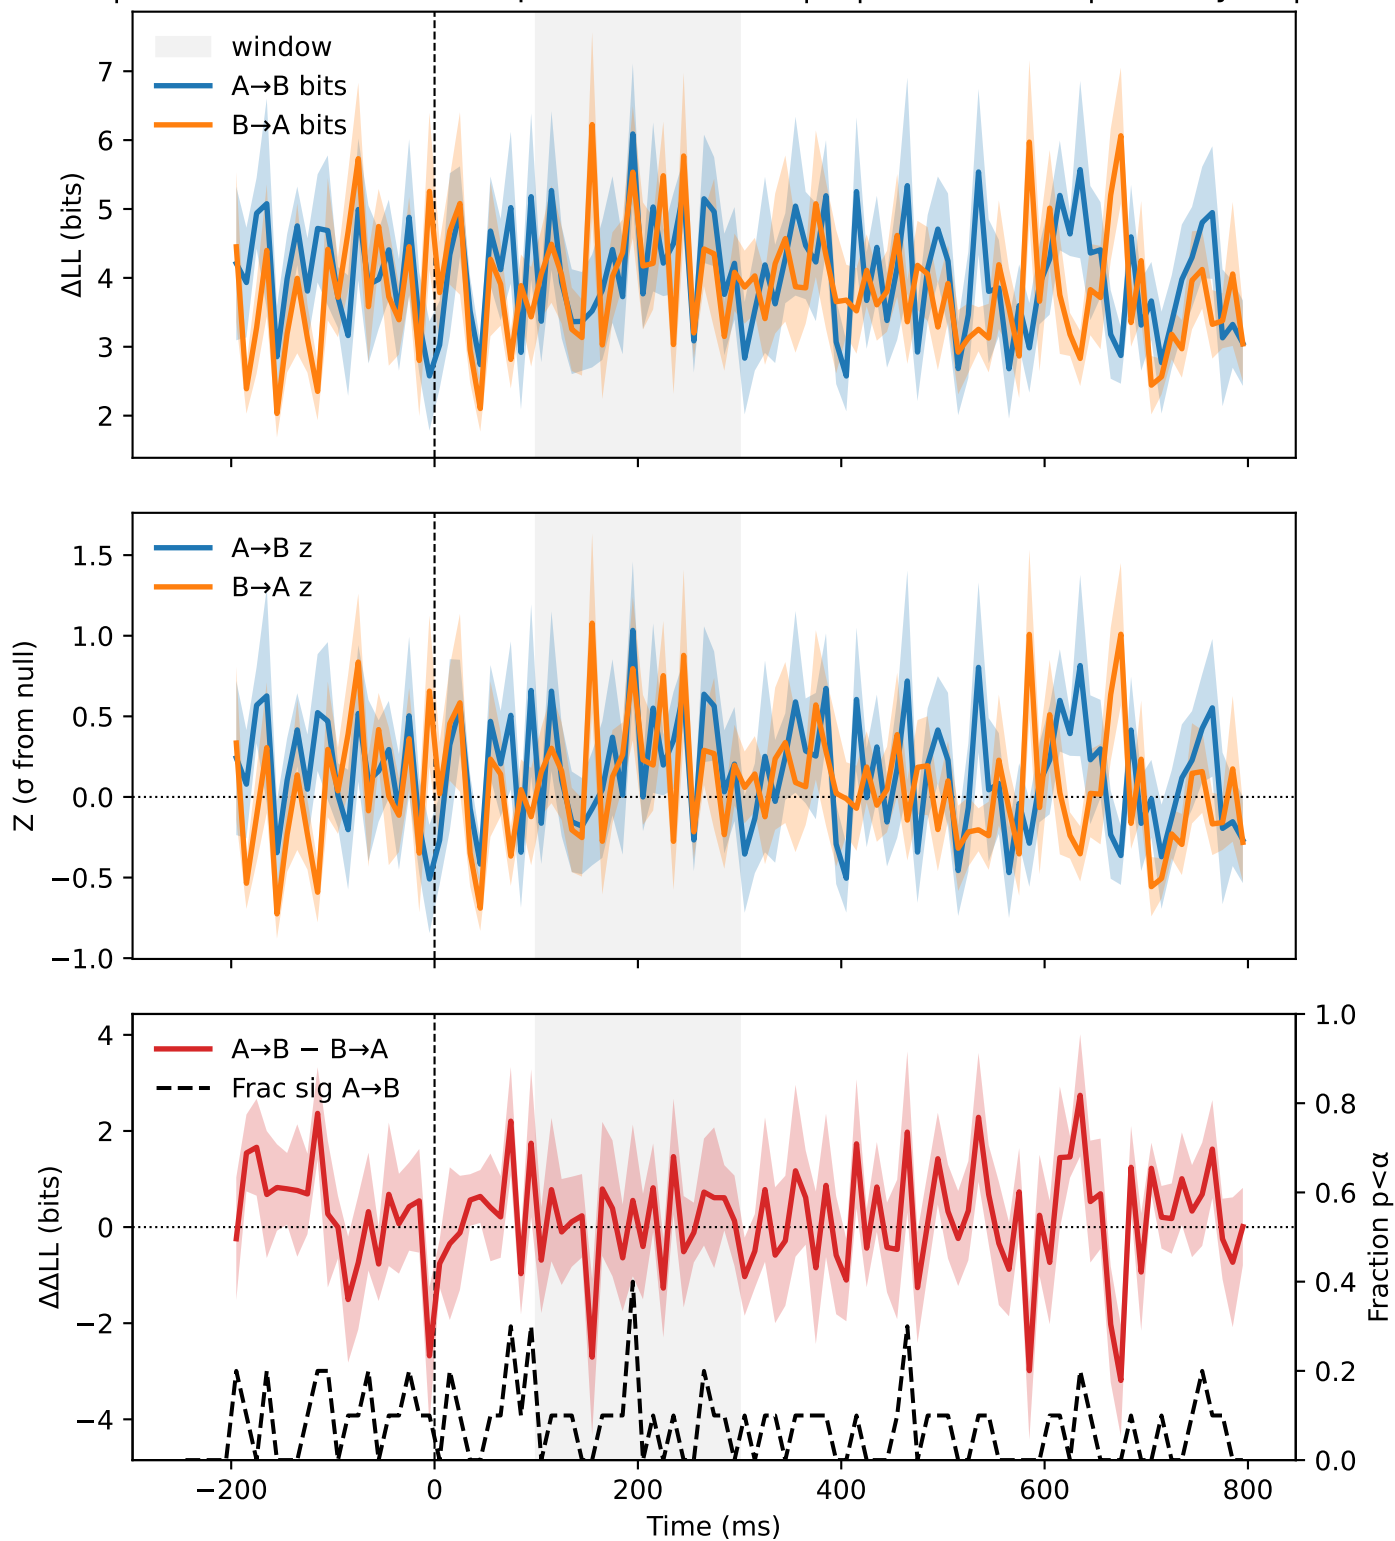 window
A→B bits
B→A bits
ΔLL (bits)
7
6
5
4
3
2
A→B z
B→A z
Z (σ from null)
1.5
1.0
0.5
0.0
−0.5
−1.0
A→B − B→A
Frac sig A→B
ΔΔLL (bits)
4
2
0
−2
−4
1.0
0.8
0.6
0.4
0.2
0.0
Fraction p<α
−200
0
200
400
600
800
Time (ms)